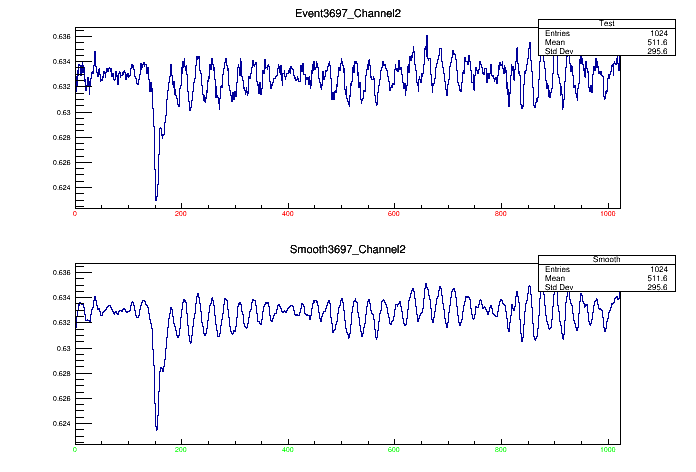 Event3697_Channel2
Test
Entries 1024
Mean 511.6
Std Dev 295.6
0.636
0.634
0.632
0.63
0.628
0.626
0.624
0 200 400 600 800 1000
Smooth3697_Channel2
Smooth
Entries 1024
Mean 511.6
Std Dev 295.6
0.636
0.634
0.632
0.63
0.628
0.626
0.624
0 200 400 600 800 1000